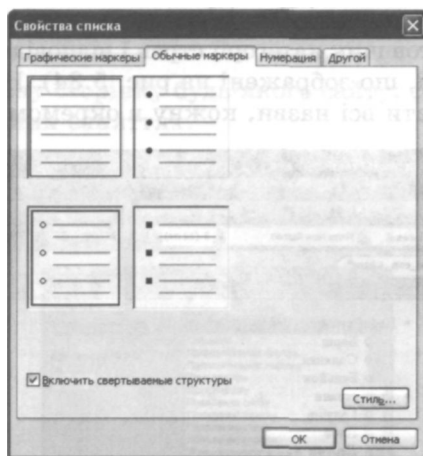 Свойства списка
Графические маркеры Обычные маркеры Нумерация Другой
Включить свертываемые структуры
Стиль...
ОК Отмена